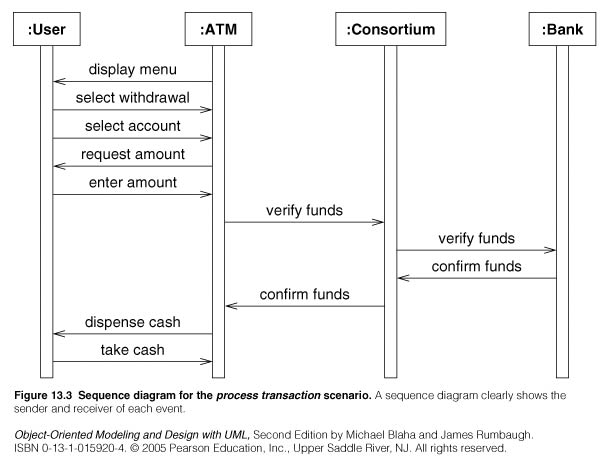 :User :ATM :Consortium :Bank
display menu
select withdrawal
select account
request amount
enter amount
verify funds
verify funds
confirm funds
confirm funds
dispense cash
take cash
Figure 13.3 Sequence diagram for the process transaction scenario. A sequence diagram clearly shows the
sender and receiver of each event.
Object-Oriented Modeling and Design with UML, Second Edition by Michael Blaha and James Rumbaugh.
ISBN 0-13-1-015920-4. © 2005 Pearson Education, Inc., Upper Saddle River, NJ. All rights reserved.